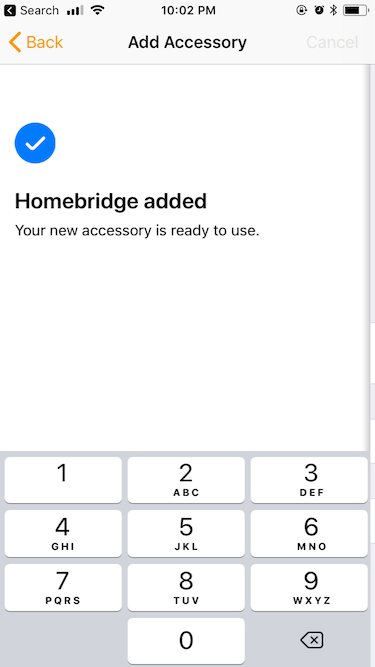 Search 10:02 PM
Back Add Accessory Cancel
Homebridge added
Your new accessory is ready to use.
1 2 3
ABC DEF
4 5 6
GHI JKL MNO
7 8 9
PQRS TUV WXYZ
0